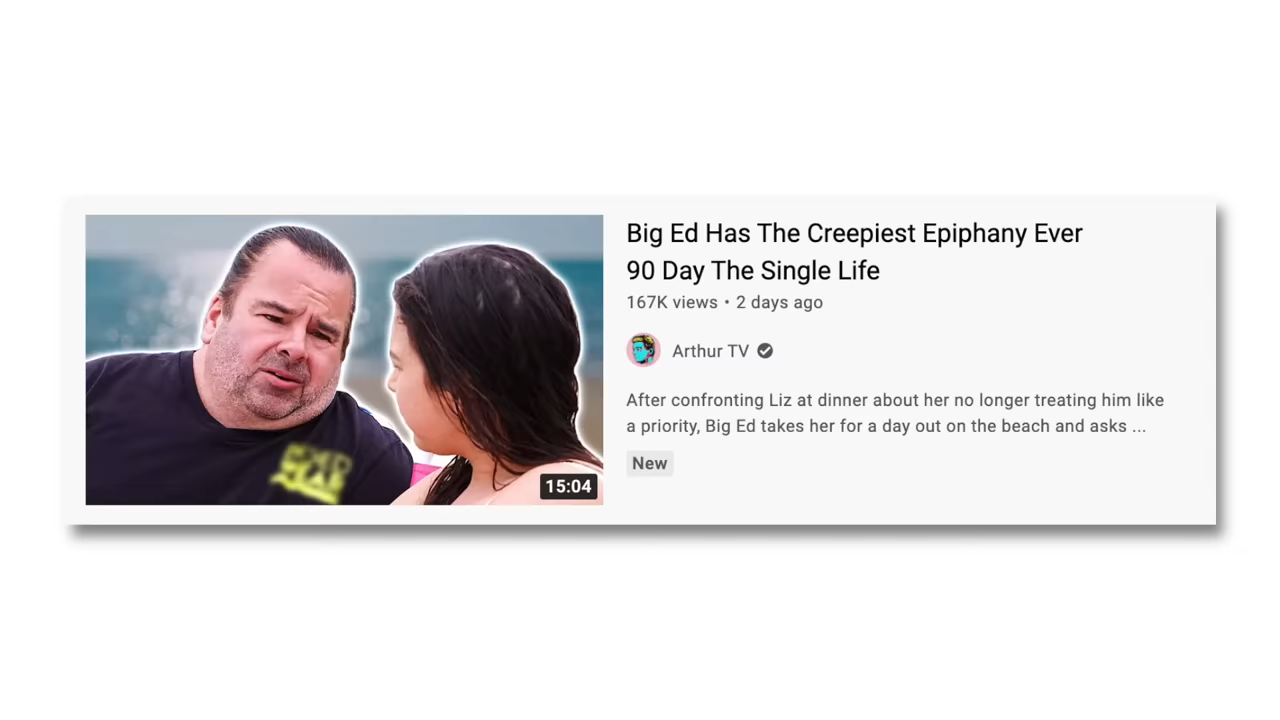 Big Ed Has The Creepiest Epiphany Ever
90 Day The Single Life
167K views • 2 days ago
Arthur TV
After confronting Liz at dinner about her no longer treating him like
a priority, Big Ed takes her for a day out on the beach and asks ...
New
15:04